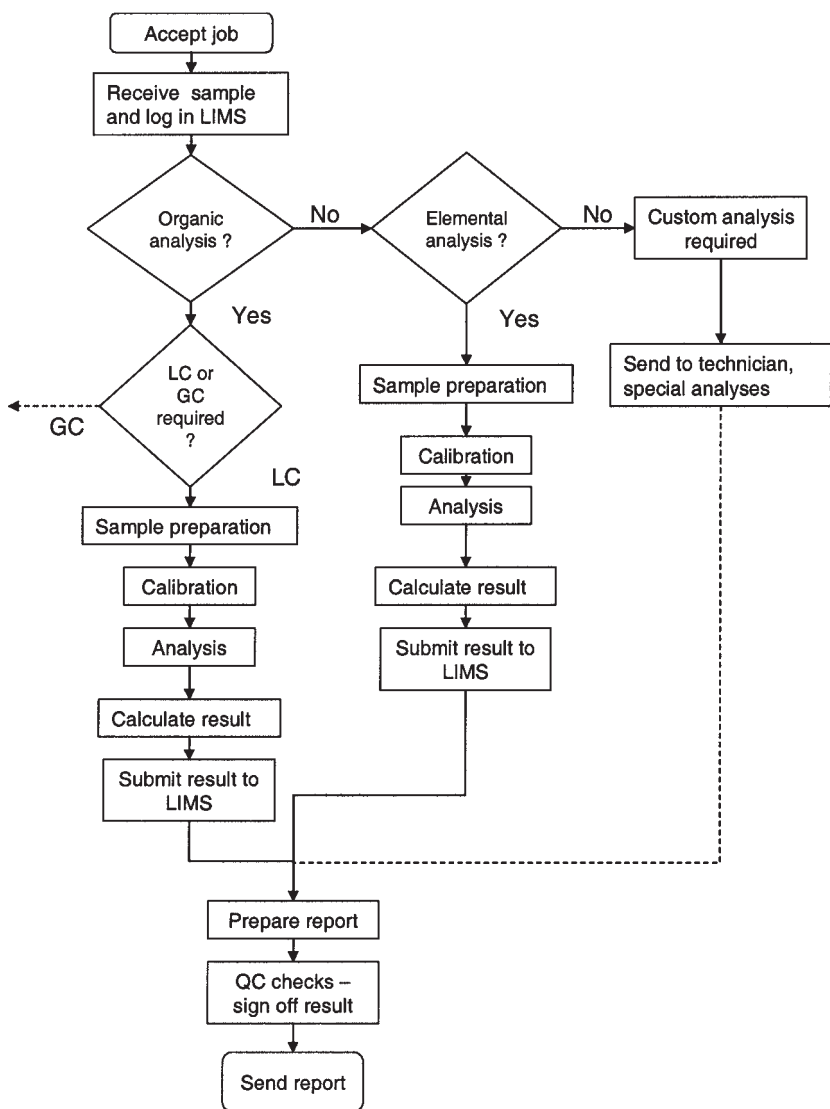 Accept job
Receive sample
and log in LIMS
Organic
analysis ?
No
Elemental
analysis ?
No
Custom analysis
required
Yes
Yes
LC or
GC
required
?
GC
LC
Sample preparation
Send to technician,
special analyses
Calibration
Analysis
Sample preparation
Calibration
Calculate result
Analysis
Submit result to
LIMS
Calculate result
Submit result to
LIMS
Prepare report
QC checks –
sign off result
Send report